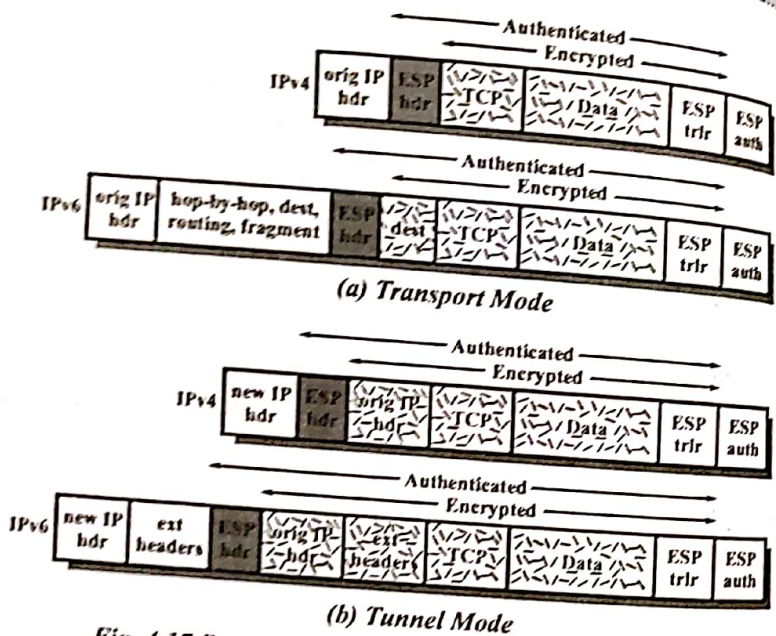 Authenticated
Encrypted
IPv4
orig IP hdr
ESP hdr
TCP
Data
ESP trlr
ESP auth
Authenticated
Encrypted
IPv6
orig IP hdr
hop-by-hop, dest, routing, fragment
ESP hdr
dest
TCP
Data
ESP trlr
ESP auth
(a) Transport Mode
Authenticated
Encrypted
IPv4
new IP hdr
ESP hdr
orig IP hdr
TCP
Data
ESP trlr
ESP auth
Authenticated
Encrypted
IPv6
new IP hdr
ext headers
ESP hdr
orig IP hdr
ext headers
TCP
Data
ESP trlr
ESP auth
(b) Tunnel Mode